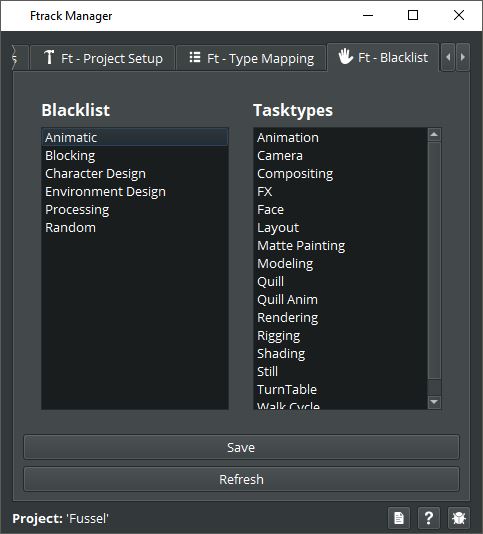 Ftrack Manager
Ft - Project Setup
Ft - Type Mapping
Ft - Blacklist
Blacklist
Animatic
Blocking
Character Design
Environment Design
Processing
Random
Tasktypes
Animation
Camera
Compositing
FX
Face
Layout
Matte Painting
Modeling
Quill
Quill Anim
Rendering
Rigging
Shading
Still
TurnTable
Walk Cycle
Save
Refresh
Project: 'Fussel'
?